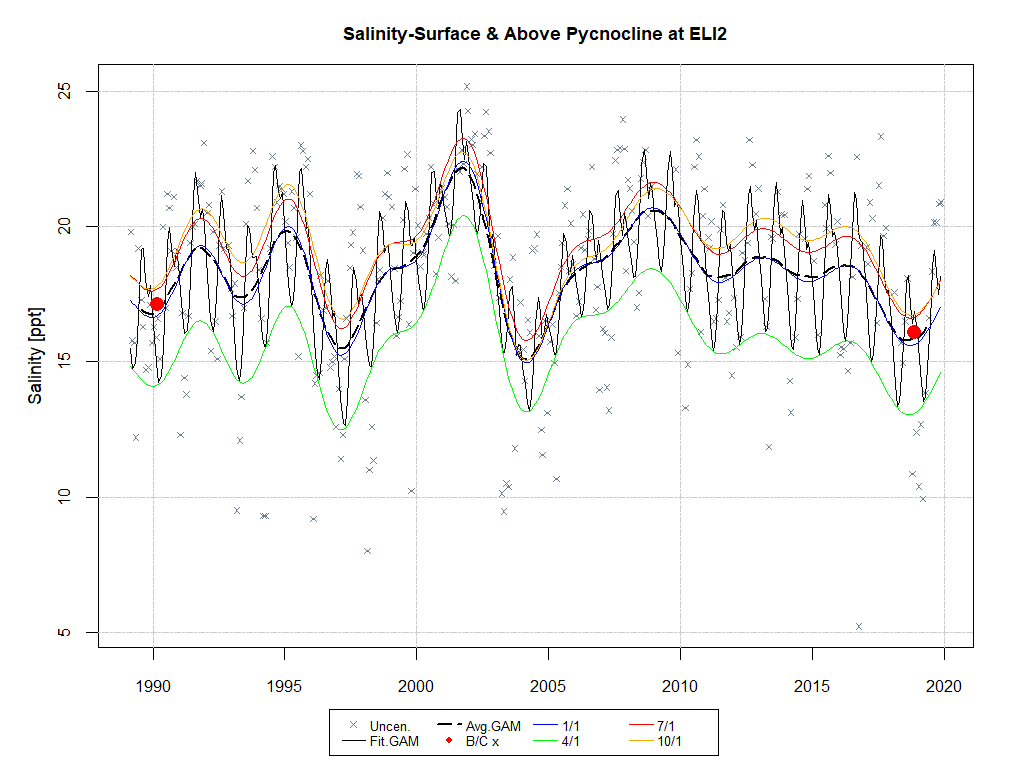 Salinity-Surface & Above Pycnocline at ELI2
Salinity [ppt]
25
20
15
10
5
1990 1995 2000 2005 2010 2015 2020
Uncen. Avg.GAM 1/1 7/1
Fit.GAM B/C x 4/1 10/1